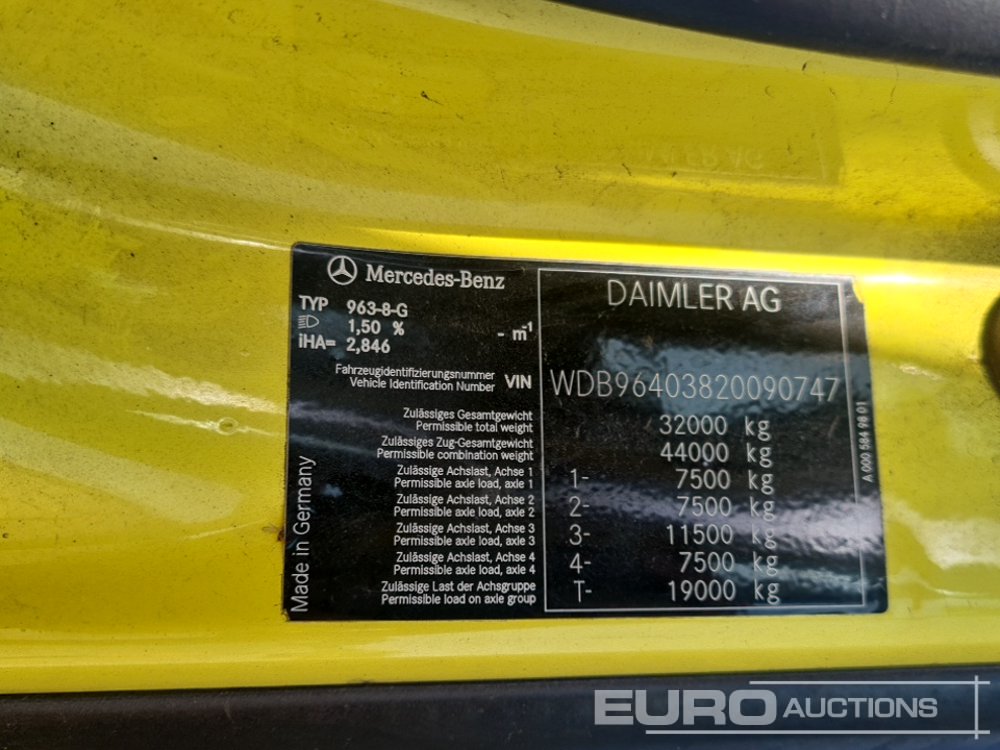 Mercedes-Benz
TYP 963-8-G
1,50 % - m⁻¹
iHA= 2,846
Fahrzeugidentifizierungsnummer
Vehicle Identification Number VIN
Zulässiges Gesamtgewicht
Permissible total weight
Zulässiges Zug-Gesamtgewicht
Permissible combination weight
Zulässige Achslast, Achse 1
Permissible axle load, axle 1
Zulässige Achslast, Achse 2
Permissible axle load, axle 2
Zulässige Achslast, Achse 3
Permissible axle load, axle 3
Zulässige Achslast, Achse 4
Permissible axle load, axle 4
Zulässige Last der Achsgruppe
Permissible load on axle group
Made in Germany
DAIMLER AG
WDB96403820090747
32000 kg
44000 kg
1- 7500 kg
2- 7500 kg
3- 11500 kg
4- 7500 kg
T- 19000 kg
A 000 584 98 01
EURO AUCTIONS